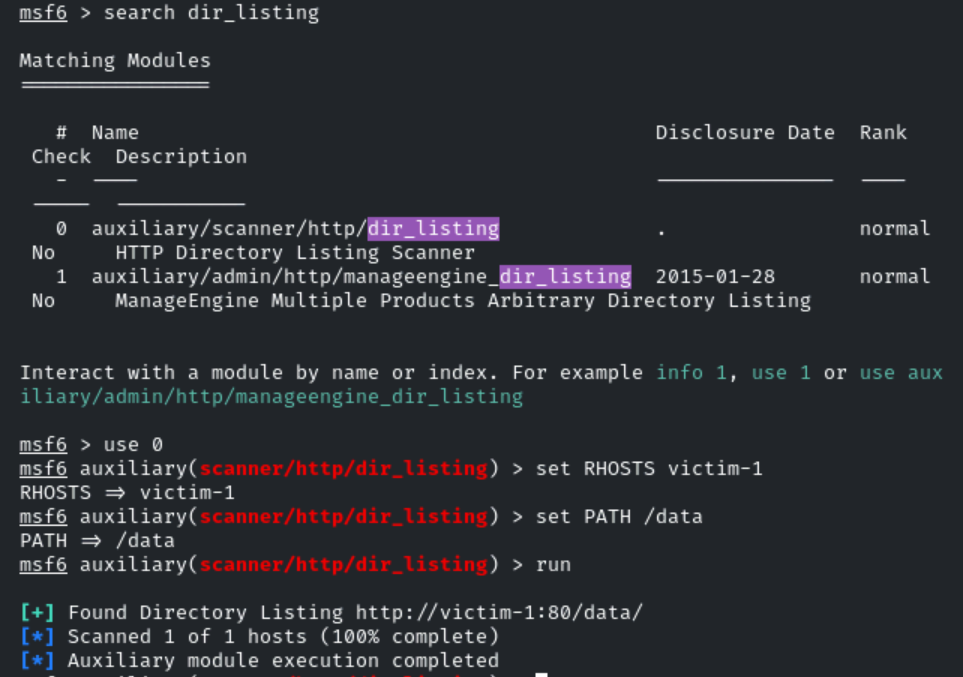 msf6 > search dir_listing
Matching Modules
================
# Name Disclosure Date Rank
Check Description
- ---- --------------- ----
----- -----------
0 auxiliary/scanner/http/dir_listing . normal
No HTTP Directory Listing Scanner
1 auxiliary/admin/http/manageengine_dir_listing 2015-01-28 normal
No ManageEngine Multiple Products Arbitrary Directory Listing
Interact with a module by name or index. For example info 1, use 1 or use aux
iliary/admin/http/manageengine_dir_listing
msf6 > use 0
msf6 auxiliary(scanner/http/dir_listing) > set RHOSTS victim-1
RHOSTS => victim-1
msf6 auxiliary(scanner/http/dir_listing) > set PATH /data
PATH => /data
msf6 auxiliary(scanner/http/dir_listing) > run
[+] Found Directory Listing http://victim-1:80/data/
[*] Scanned 1 of 1 hosts (100% complete)
[*] Auxiliary module execution completed